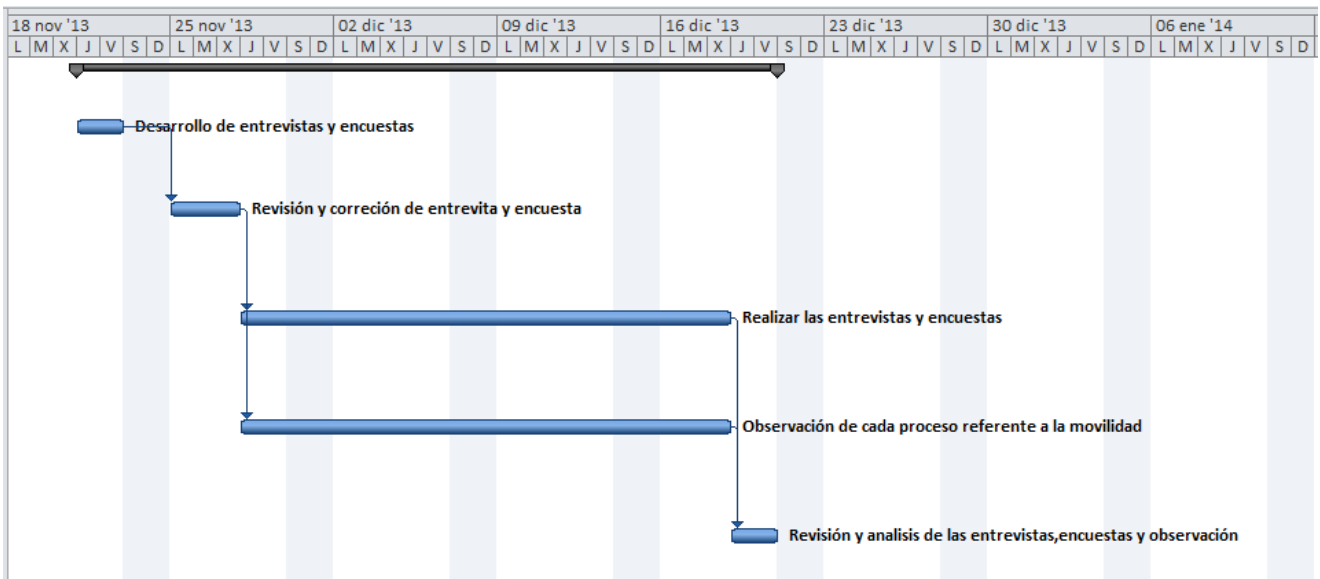 18 nov '13 25 nov '13 02 dic '13 09 dic '13 16 dic '13 23 dic '13 30 dic '13 06 ene '14
L M X J V S D L M X J V S D L M X J V S D L M X J V S D L M X J V S D L M X J V S D L M X J V S D L M X J V S D
Desarrollo de entrevistas y encuestas
Revisión y correción de entrevita y encuesta
Realizar las entrevistas y encuestas
Observación de cada proceso referente a la movilidad
Revisión y analisis de las entrevistas,encuestas y observación